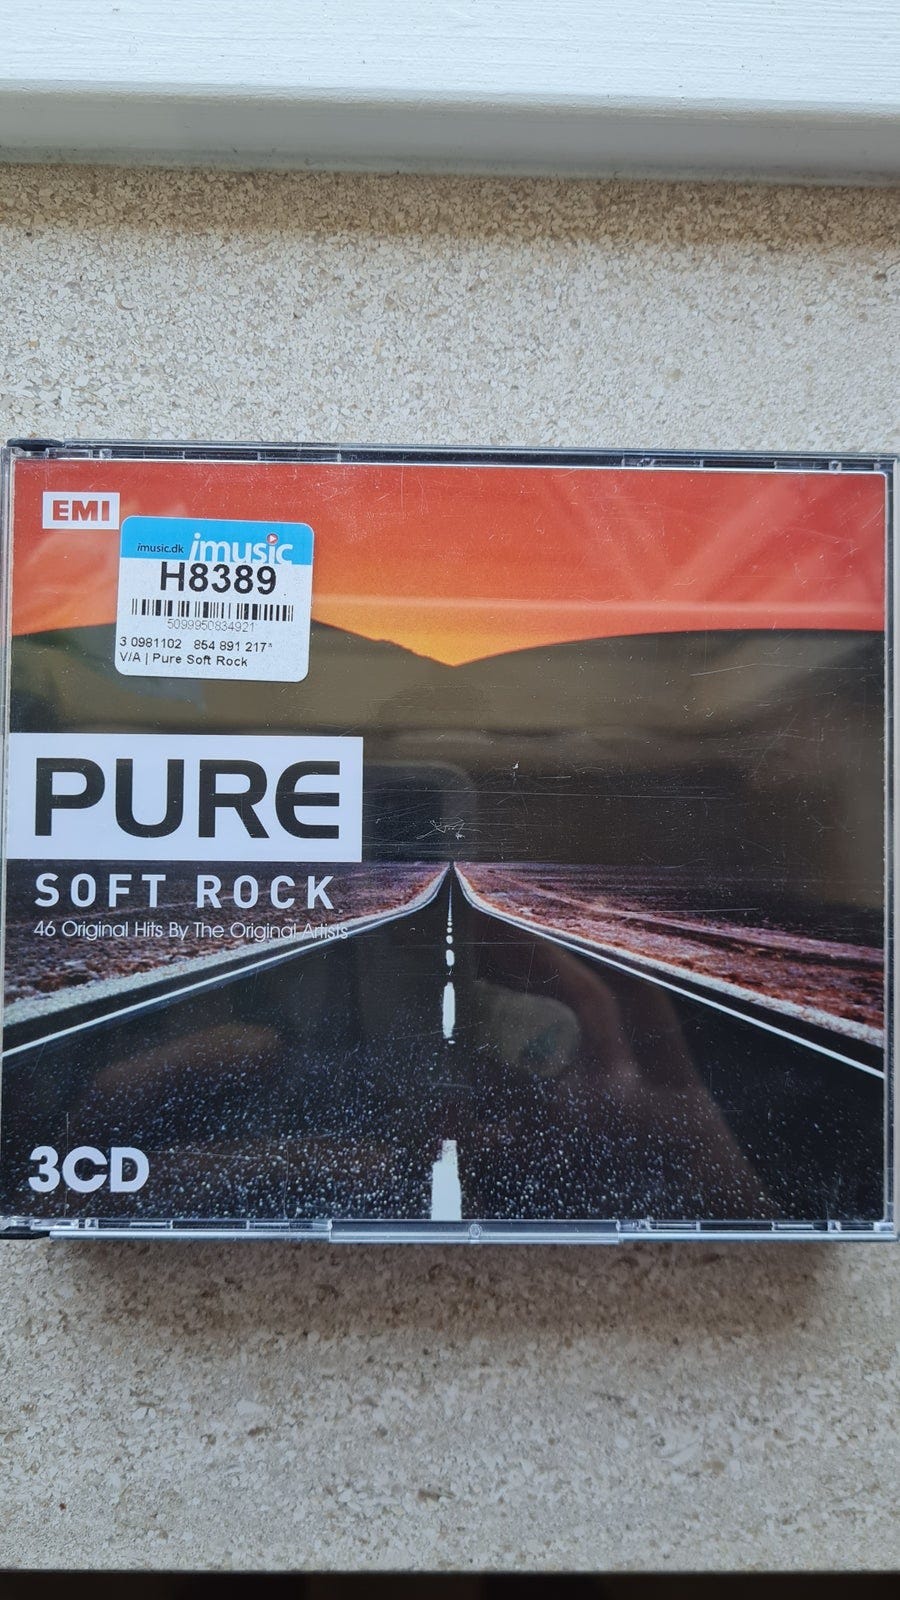 EMI
imusic.dk imusic
H8389
5099950834921
3 0981102 854 891 217*
V/A | Pure Soft Rock
PURE
SOFT ROCK
46 Original Hits By The Original Artists
3CD